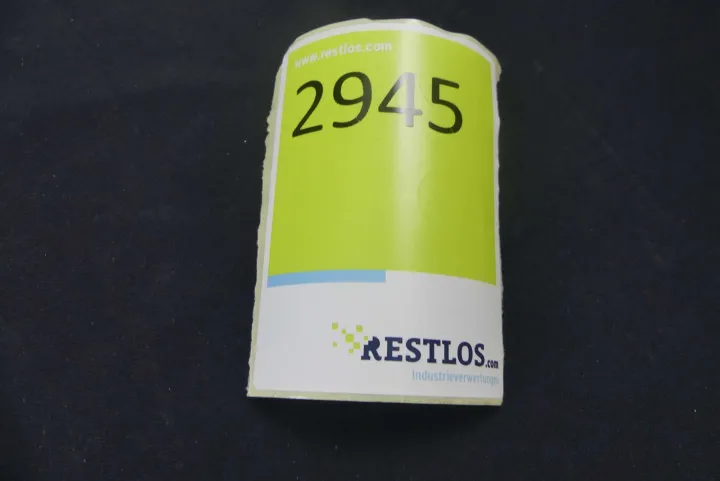 www.restlos.com
2945
RESTLOS.com
Industrieverwertungen